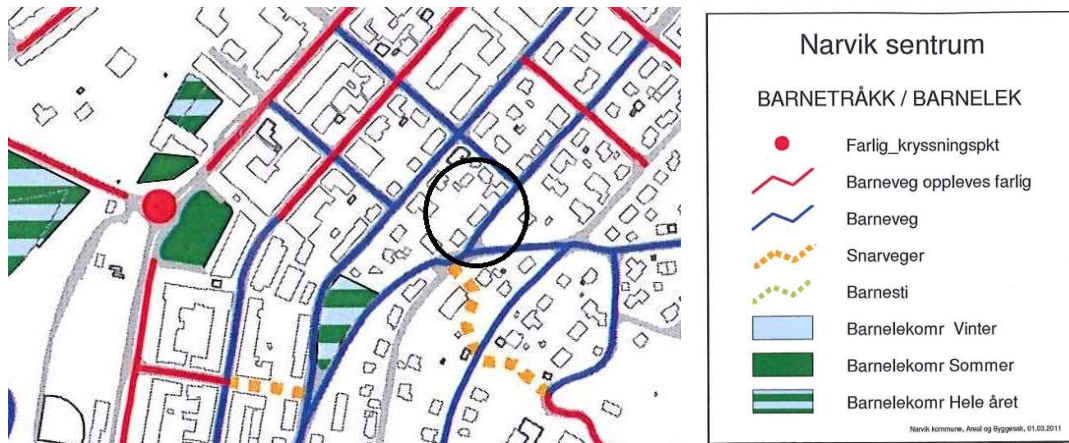 Narvik sentrum
BARNETRÅKK / BARNELEK
Farlig_kryssningspkt
Barneveg oppleves farlig
Barneveg
Snarveger
Barnesti
Barnelekomr Vinter
Barnelekomr Sommer
Barnelekomr Hele året
Narvik kommune, Areal og Byggesak, 01.03.2011